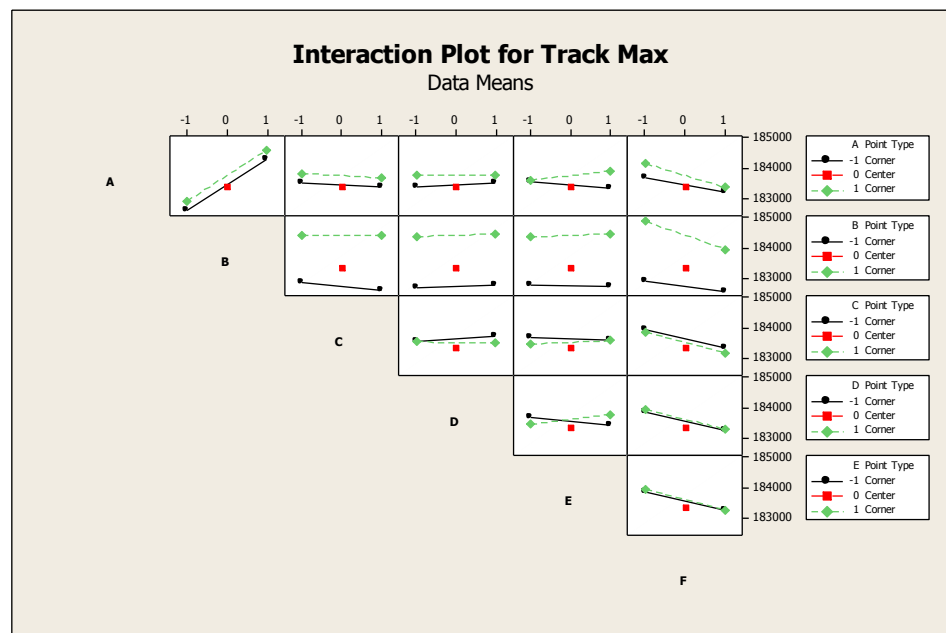 Interaction Plot for Track Max
Data Means
-1 0 1 -1 0 1 -1 0 1 -1 0 1 -1 0 1
A
185000
184000
183000
A Point Type
-1 Corner
0 Center
1 Corner
B
185000
184000
183000
B Point Type
-1 Corner
0 Center
1 Corner
C
185000
184000
183000
C Point Type
-1 Corner
0 Center
1 Corner
D
185000
184000
183000
D Point Type
-1 Corner
0 Center
1 Corner
E
185000
184000
183000
E Point Type
-1 Corner
0 Center
1 Corner
F